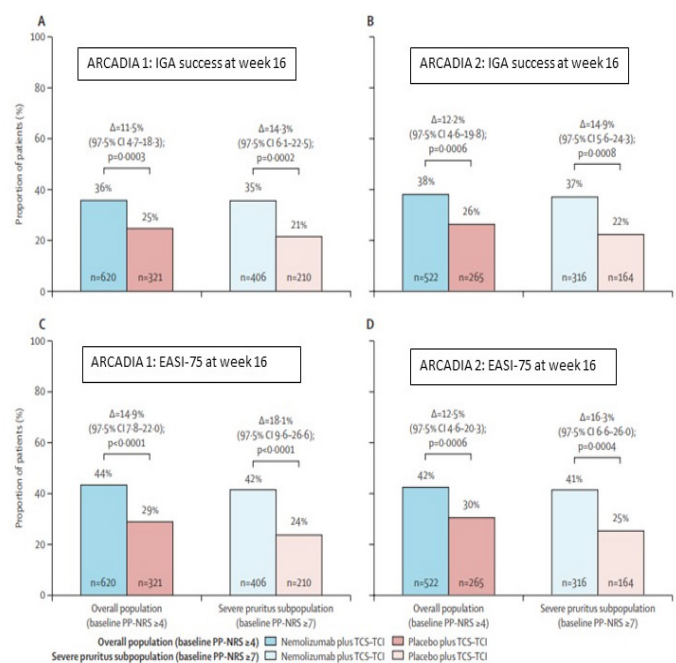 A
B
100
80
60
40
20
0
Proportion of patients (%)
ARCADIA 1: IGA success at week 16
Δ=11·5%
(97·5% CI 4·7–18·3);
p=0·0003
36%
25%
n=620
n=321
Δ=14·3%
(97·5% CI 6·1–22·5);
p=0·0002
35%
21%
n=406
n=210
ARCADIA 2: IGA success at week 16
Δ=12·2%
(97·5% CI 4·6–19·8);
p=0·0006
38%
26%
n=522
n=265
Δ=14·9%
(97·5% CI 5·6–24·3);
p=0·0008
37%
22%
n=316
n=164
C
D
100
80
60
40
20
0
Proportion of patients (%)
ARCADIA 1: EASI-75 at week 16
Δ=14·9%
(97·5% CI 7·8–22·0);
p<0·0001
44%
29%
n=620
n=321
Δ=18·1%
(97·5% CI 9·6–26·6);
p<0·0001
42%
24%
n=406
n=210
Overall population
(baseline PP-NRS ≥4)
Severe pruritus subpopulation
(baseline PP-NRS ≥7)
ARCADIA 2: EASI-75 at week 16
Δ=12·5%
(97·5% CI 4·6–20·3);
p=0·0006
42%
30%
n=522
n=265
Δ=16·3%
(97·5% CI 6·6–26·0);
p=0·0004
41%
25%
n=316
n=164
Overall population
(baseline PP-NRS ≥4)
Severe pruritus subpopulation
(baseline PP-NRS ≥7)
Overall population (baseline PP-NRS ≥4) Nemolizumab plus TCS–TCI Placebo plus TCS–TCI
Severe pruritus subpopulation (baseline PP-NRS ≥7) Nemolizumab plus TCS–TCI Placebo plus TCS–TCI